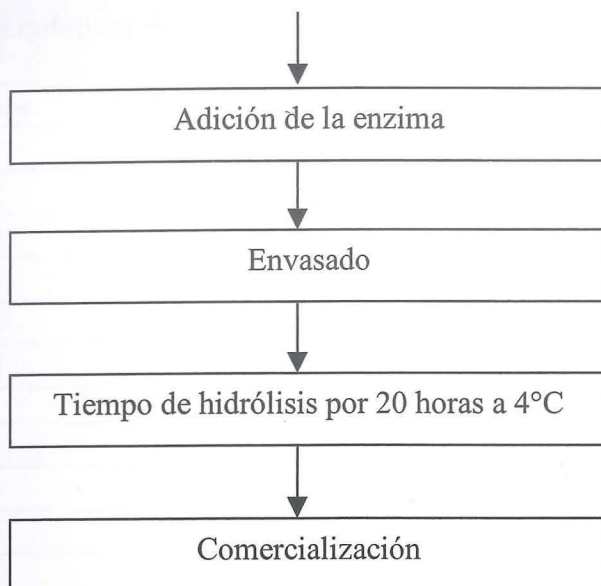 Adición de la enzima
Envasado
Tiempo de hidrólisis por 20 horas a 4°C
Comercialización